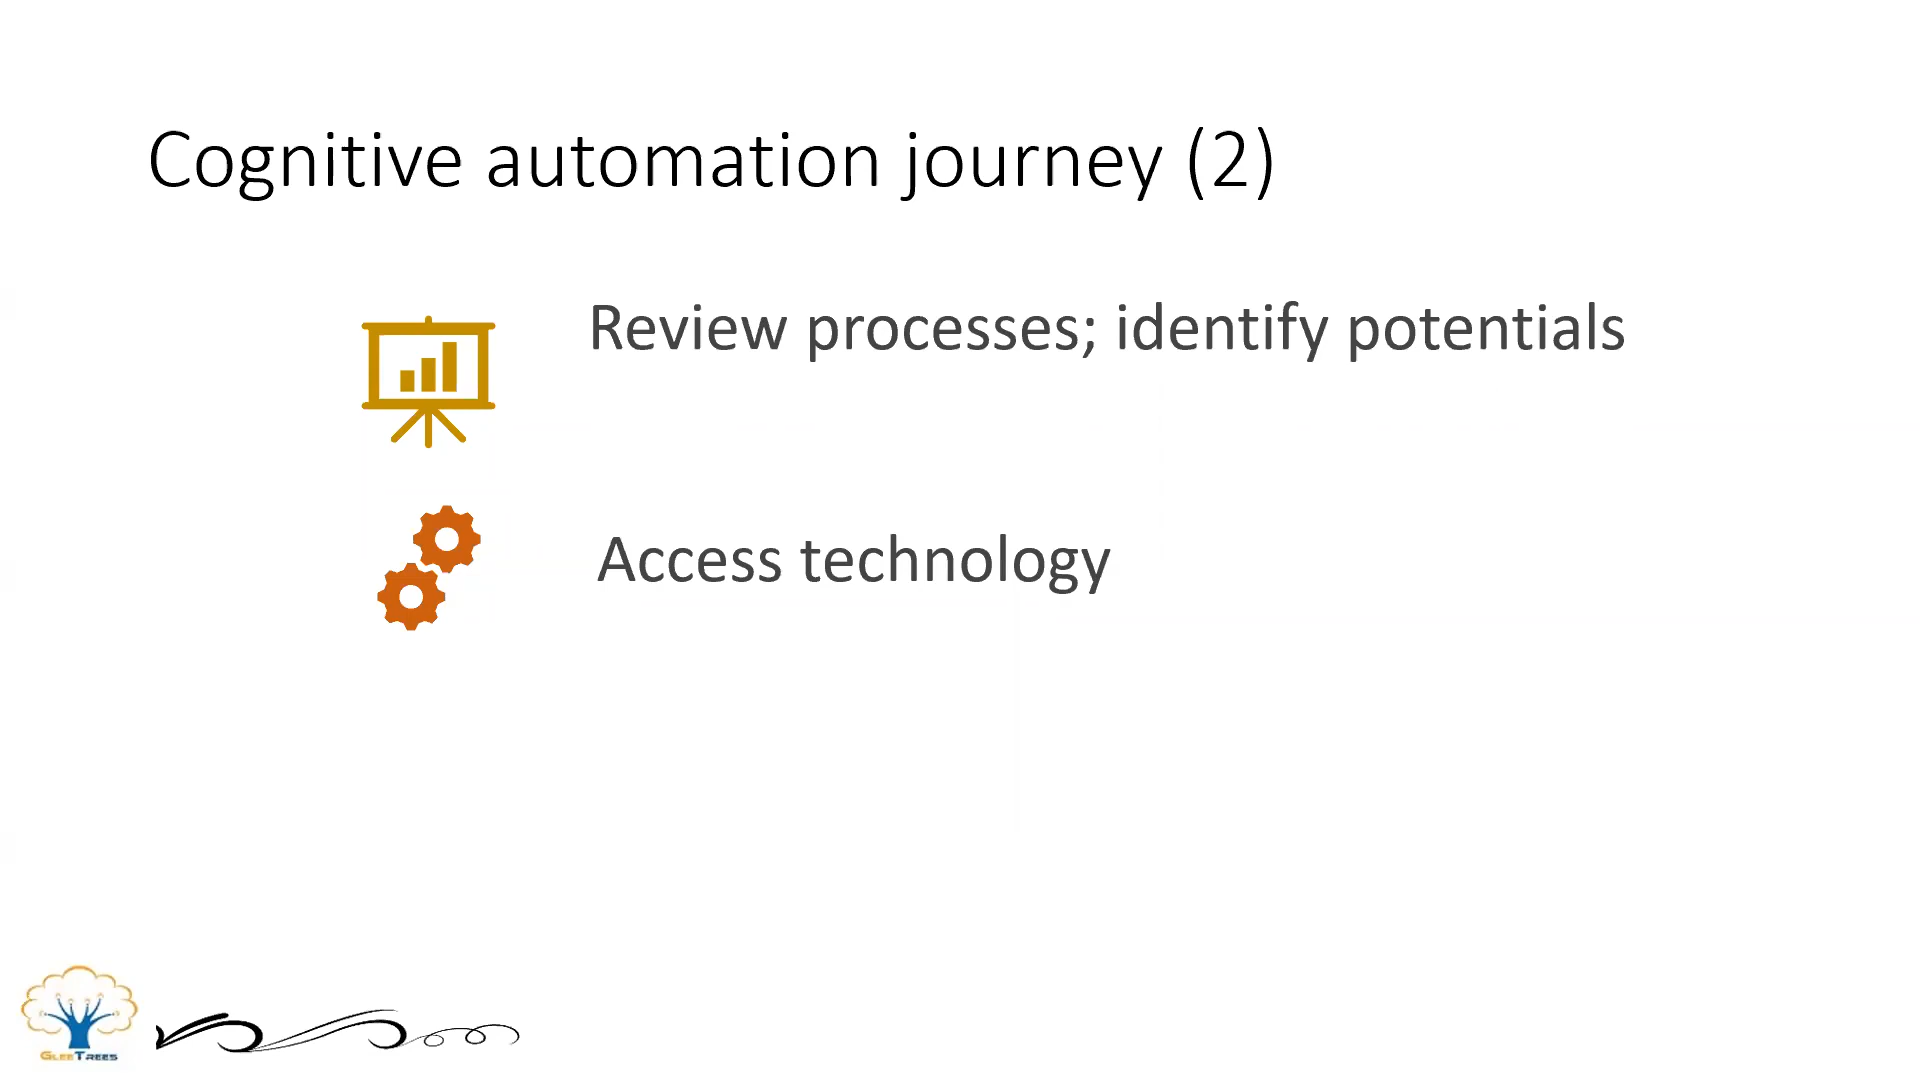 Cognitive automation journey (2)
Review processes; identify potentials
Access technology
GLEETREES